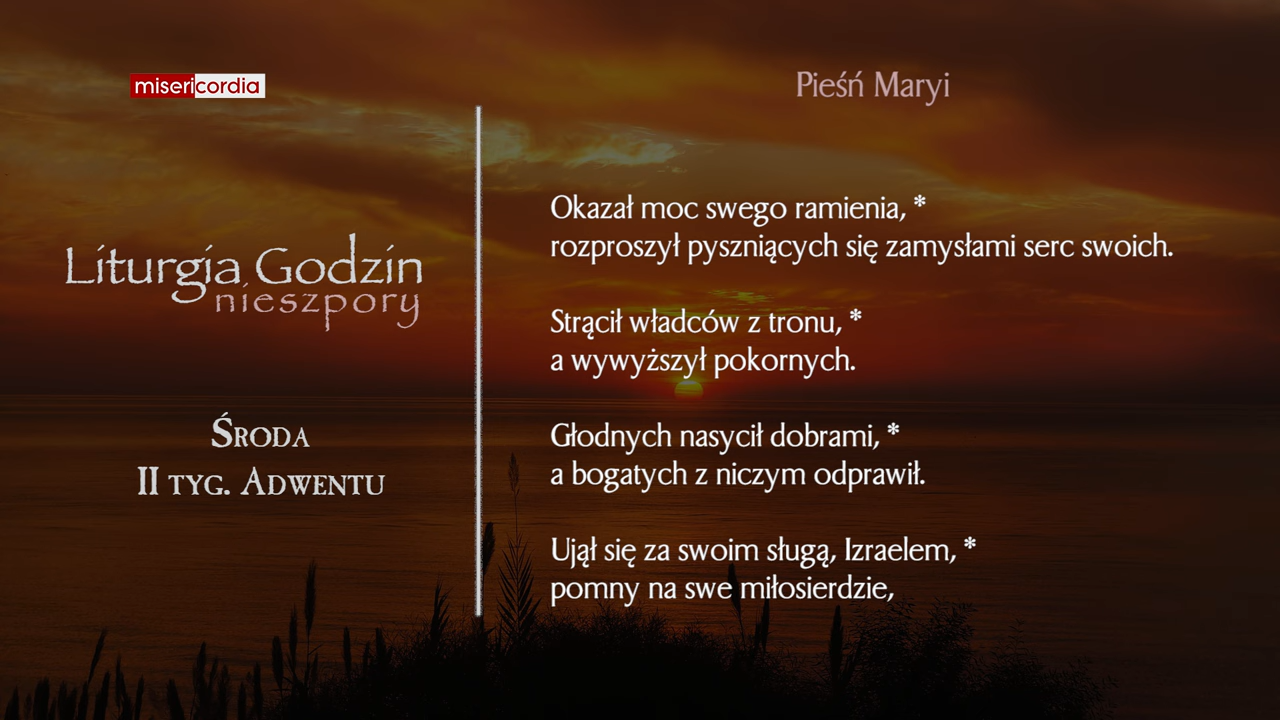 misericordia
Liturgia Godzin
nieszpory
Środa
II tyg. Adwentu
Pieśń Maryi
Okazał moc swego ramienia, *
rozproszył pyszniących się zamysłami serc swoich.
Strącił władców z tronu, *
a wywyższył pokornych.
Głodnych nasycił dobrami, *
a bogatych z niczym odprawił.
Ujął się za swoim sługą, Izraelem, *
pomny na swe miłosierdzie,